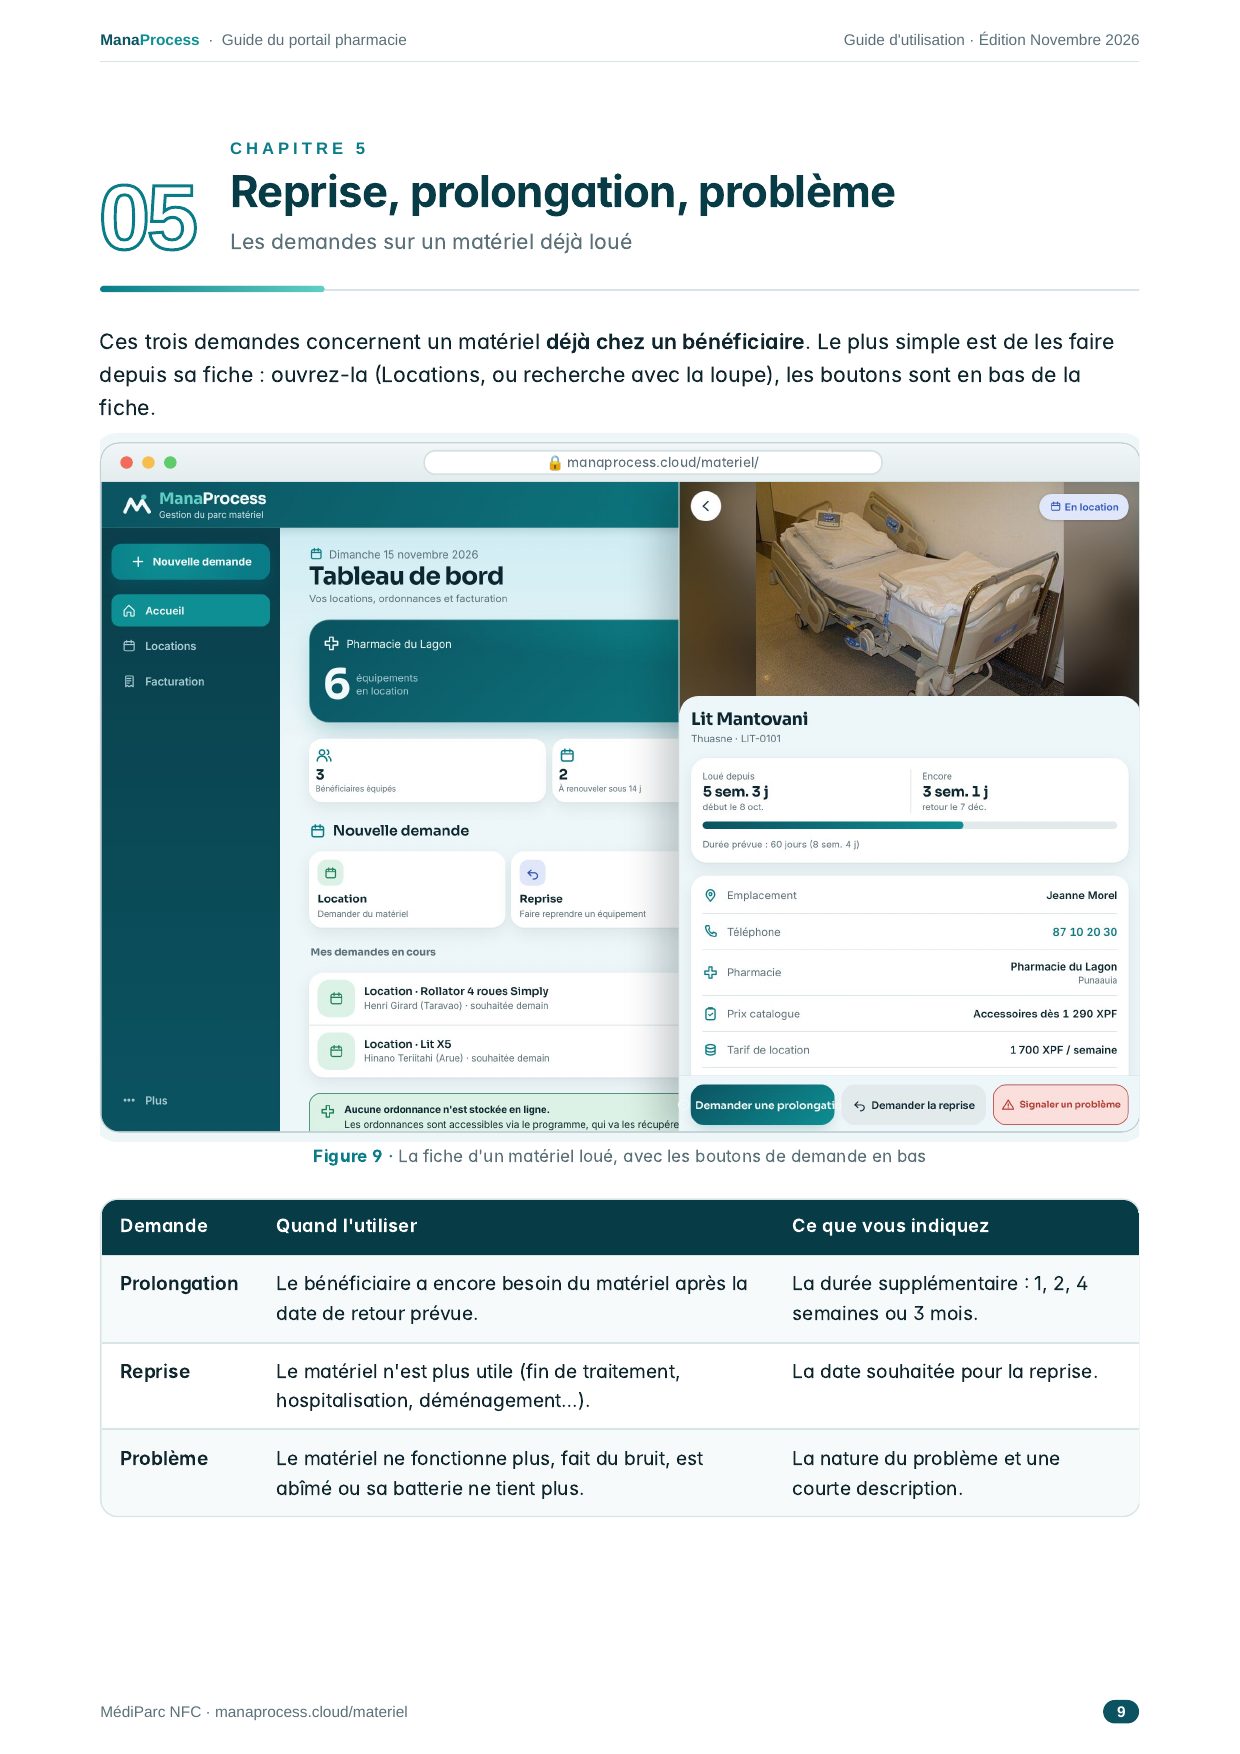 ManaProcess · Guide du portail pharmacie
Guide d'utilisation · Édition Novembre 2026
CHAPITRE 5
05
Reprise, prolongation, problème
Les demandes sur un matériel déjà loué
Ces trois demandes concernent un matériel déjà chez un bénéficiaire. Le plus simple est de les faire
depuis sa fiche : ouvrez-la (Locations, ou recherche avec la loupe), les boutons sont en bas de la
fiche.
manaprocess.cloud/materiel/
ManaProcess
Gestion du parc matériel
Nouvelle demande
Accueil
Locations
Facturation
Plus
Dimanche 15 novembre 2026
Tableau de bord
Vos locations, ordonnances et facturation
Pharmacie du Lagon
6 équipements
en location
3
Bénéficiaires équipés
2
À renouveler sous 14 j
Nouvelle demande
Location
Demander du matériel
Reprise
Faire reprendre un équipement
Mes demandes en cours
Location · Rollator 4 roues Simply
Henri Girard (Taravao) · souhaitée demain
Location · Lit X5
Hinano Teriitahi (Arue) · souhaitée demain
Aucune ordonnance n'est stockée en ligne.
Les ordonnances sont accessibles via le programme, qui va les récupére
En location
Lit Mantovani
Thuasne · LIT-0101
Loué depuis
5 sem. 3 j
début le 8 oct.
Encore
3 sem. 1 j
retour le 7 déc.
Durée prévue : 60 jours (8 sem. 4 j)
Emplacement Jeanne Morel
Téléphone 87 10 20 30
Pharmacie Pharmacie du Lagon
Punaauia
Prix catalogue Accessoires dès 1 290 XPF
Tarif de location 1 700 XPF / semaine
Demander une prolongati
Demander la reprise
Signaler un problème
Figure 9 · La fiche d'un matériel loué, avec les boutons de demande en bas
Demande Quand l'utiliser Ce que vous indiquez
Prolongation Le bénéficiaire a encore besoin du matériel après la La durée supplémentaire : 1, 2, 4
date de retour prévue. semaines ou 3 mois.
Reprise Le matériel n'est plus utile (fin de traitement, La date souhaitée pour la reprise.
hospitalisation, déménagement…).
Problème Le matériel ne fonctionne plus, fait du bruit, est La nature du problème et une
abîmé ou sa batterie ne tient plus. courte description.
MédiParc NFC · manaprocess.cloud/materiel
9